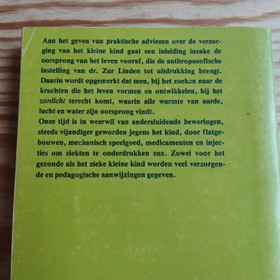 Aan het geven van praktische adviezen over de verzor-
ging van het kleine kind gaat een inleiding inzake de
oorsprong van het leven vooraf, die de anthroposofische
instelling van dr. Zur Linden tot uitdrukking brengt.
Daarin wordt opgemerkt dat men, bij het zoeken naar de
krachten die het leven vormen en ontwikkelen, bij het
zonlicht terecht komt, waarin alle warmte van aarde,
lucht en water zijn oorsprong vindt.
Onze tijd is in weerwil van andersluidende beweringen,
steeds vijandiger geworden jegens het kind, door flatge-
bouwen, mechanisch speelgoed, medicamenten en injec-
ties om ziekten te onderdrukken enz. Zowel voor het
gezonde als het zieke kind worden veel verzorgen-
de en pedagogische aanwijzingen gegeven.